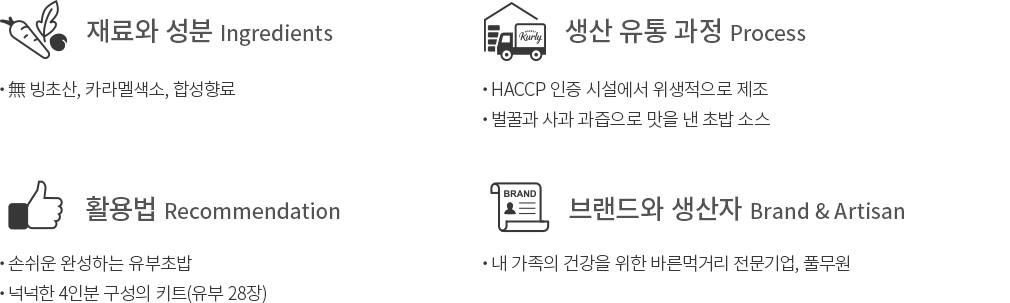 재료와 성분 Ingredients
• 無 빙초산, 카라멜색소, 합성향료
Kurly
생산 유통 과정 Process
• HACCP 인증 시설에서 위생적으로 제조
• 벌꿀과 사과 과즙으로 맛을 낸 초밥 소스
활용법 Recommendation
• 손쉬운 완성하는 유부초밥
• 넉넉한 4인분 구성의 키트(유부 28장)
BRAND
브랜드와 생산자 Brand & Artisan
• 내 가족의 건강을 위한 바른먹거리 전문기업, 풀무원